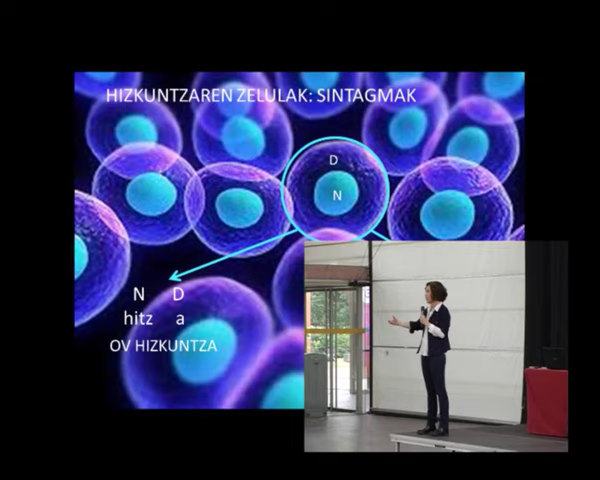 HIZKUNTZAREN ZELULAK: SINTAGMAK
D
N
N D
hitz a
OV HIZKUNTZA